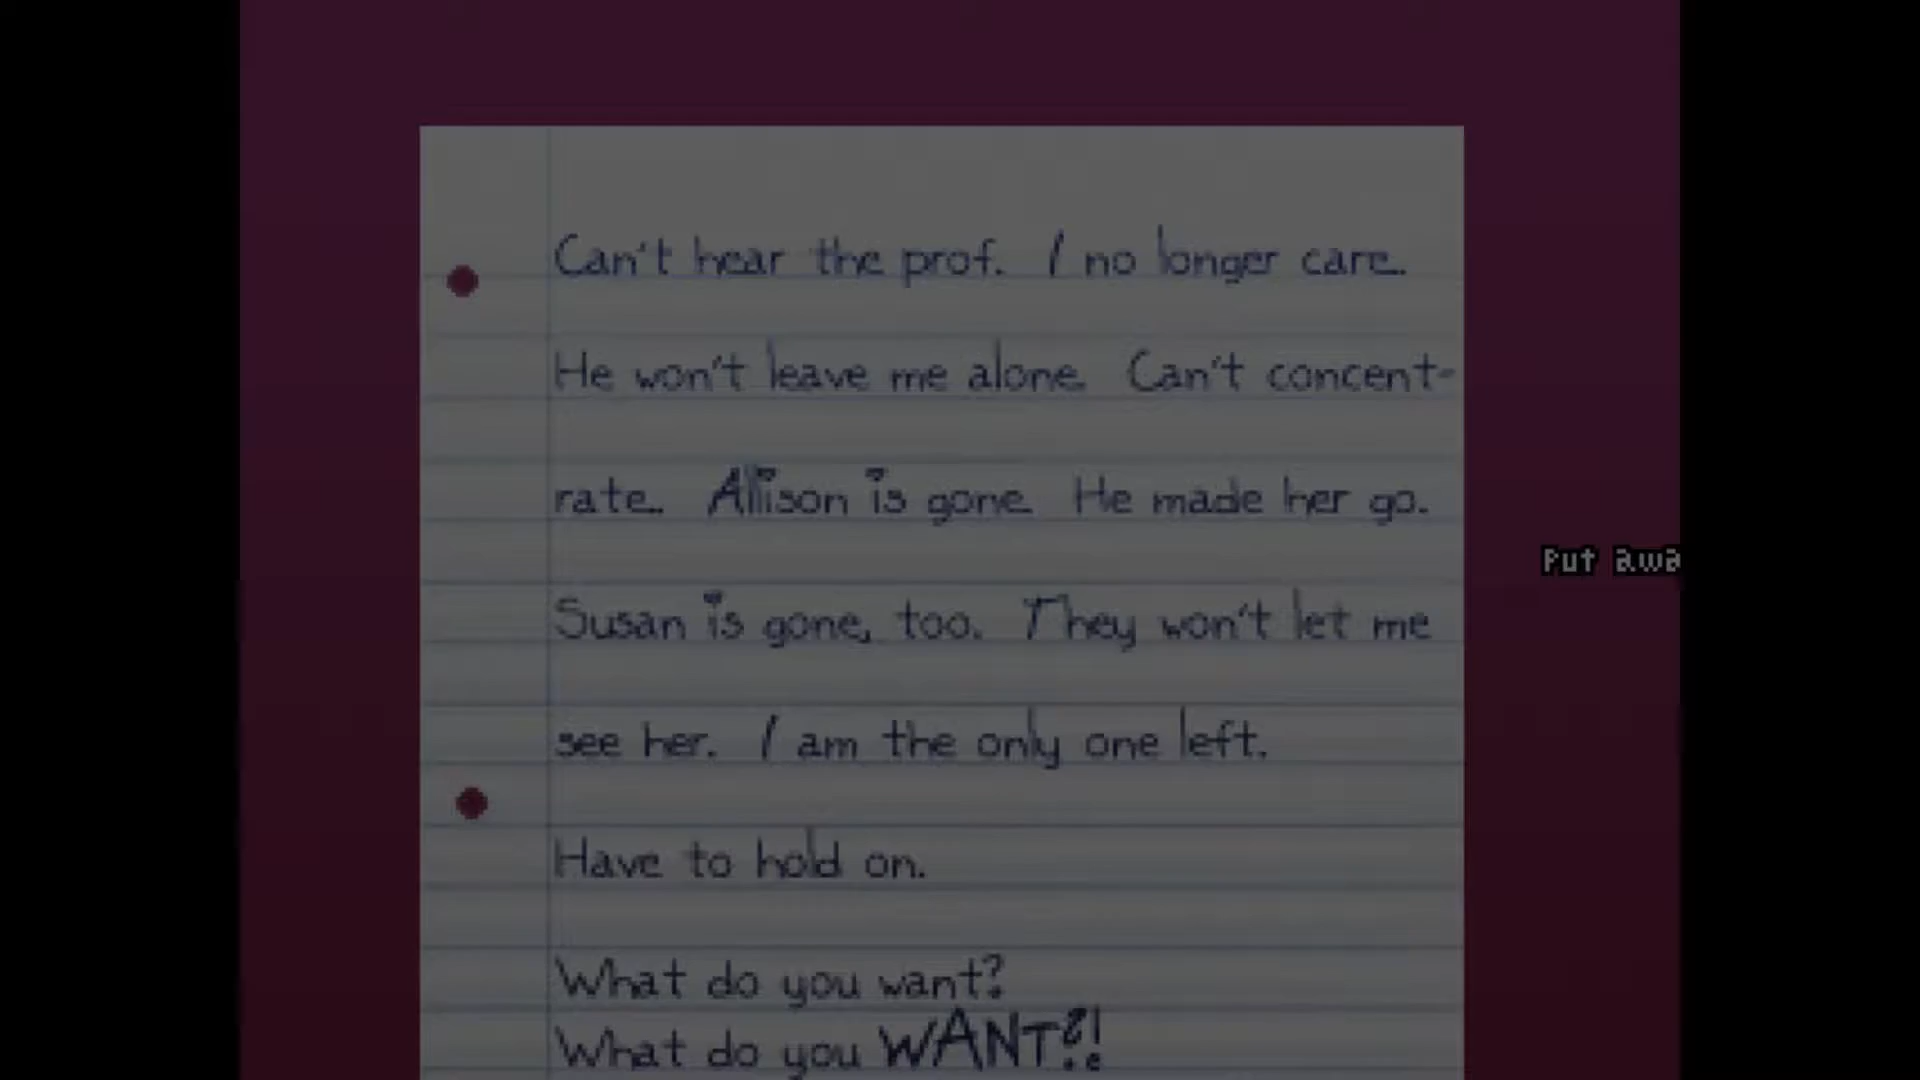 Can't hear the prof. I no longer care.
He won't leave me alone. Can't concent-
rate. Allison is gone. He made her go.
Susan is gone, too. They won't let me
see her. I am the only one left.
Have to hold on.
What do you want?
What do you WANT?!
Put awa